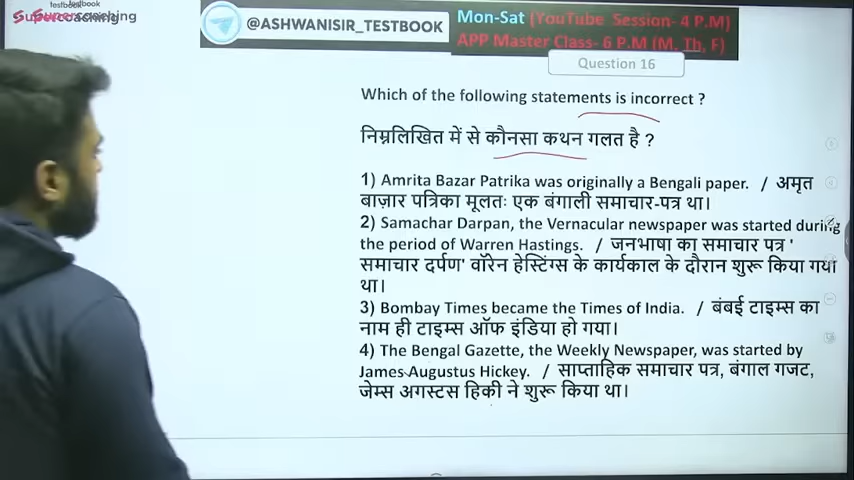 testbook
testbook
Supercoaching
@ASHWANISIR_TESTBOOK
Mon-Sat (YouTube Session- 4 P.M)
APP Master Class- 6 P.M (M, Th, F)
Question 16
Which of the following statements is incorrect ?
निम्नलिखित में से कौनसा कथन गलत है ?
1) Amrita Bazar Patrika was originally a Bengali paper. / अमृत
बाज़ार पत्रिका मूलतः एक बंगाली समाचार-पत्र था।
2) Samachar Darpan, the Vernacular newspaper was started during
the period of Warren Hastings. / जनभाषा का समाचार पत्र '
समाचार दर्पण' वॉरेन हेस्टिंग्स के कार्यकाल के दौरान शुरू किया गया
था।
3) Bombay Times became the Times of India. / बंबई टाइम्स का
नाम ही टाइम्स ऑफ इंडिया हो गया।
4) The Bengal Gazette, the Weekly Newspaper, was started by
James Augustus Hickey. / साप्ताहिक समाचार पत्र, बंगाल गजट,
जेम्स अगस्टस हिकी ने शुरू किया था।